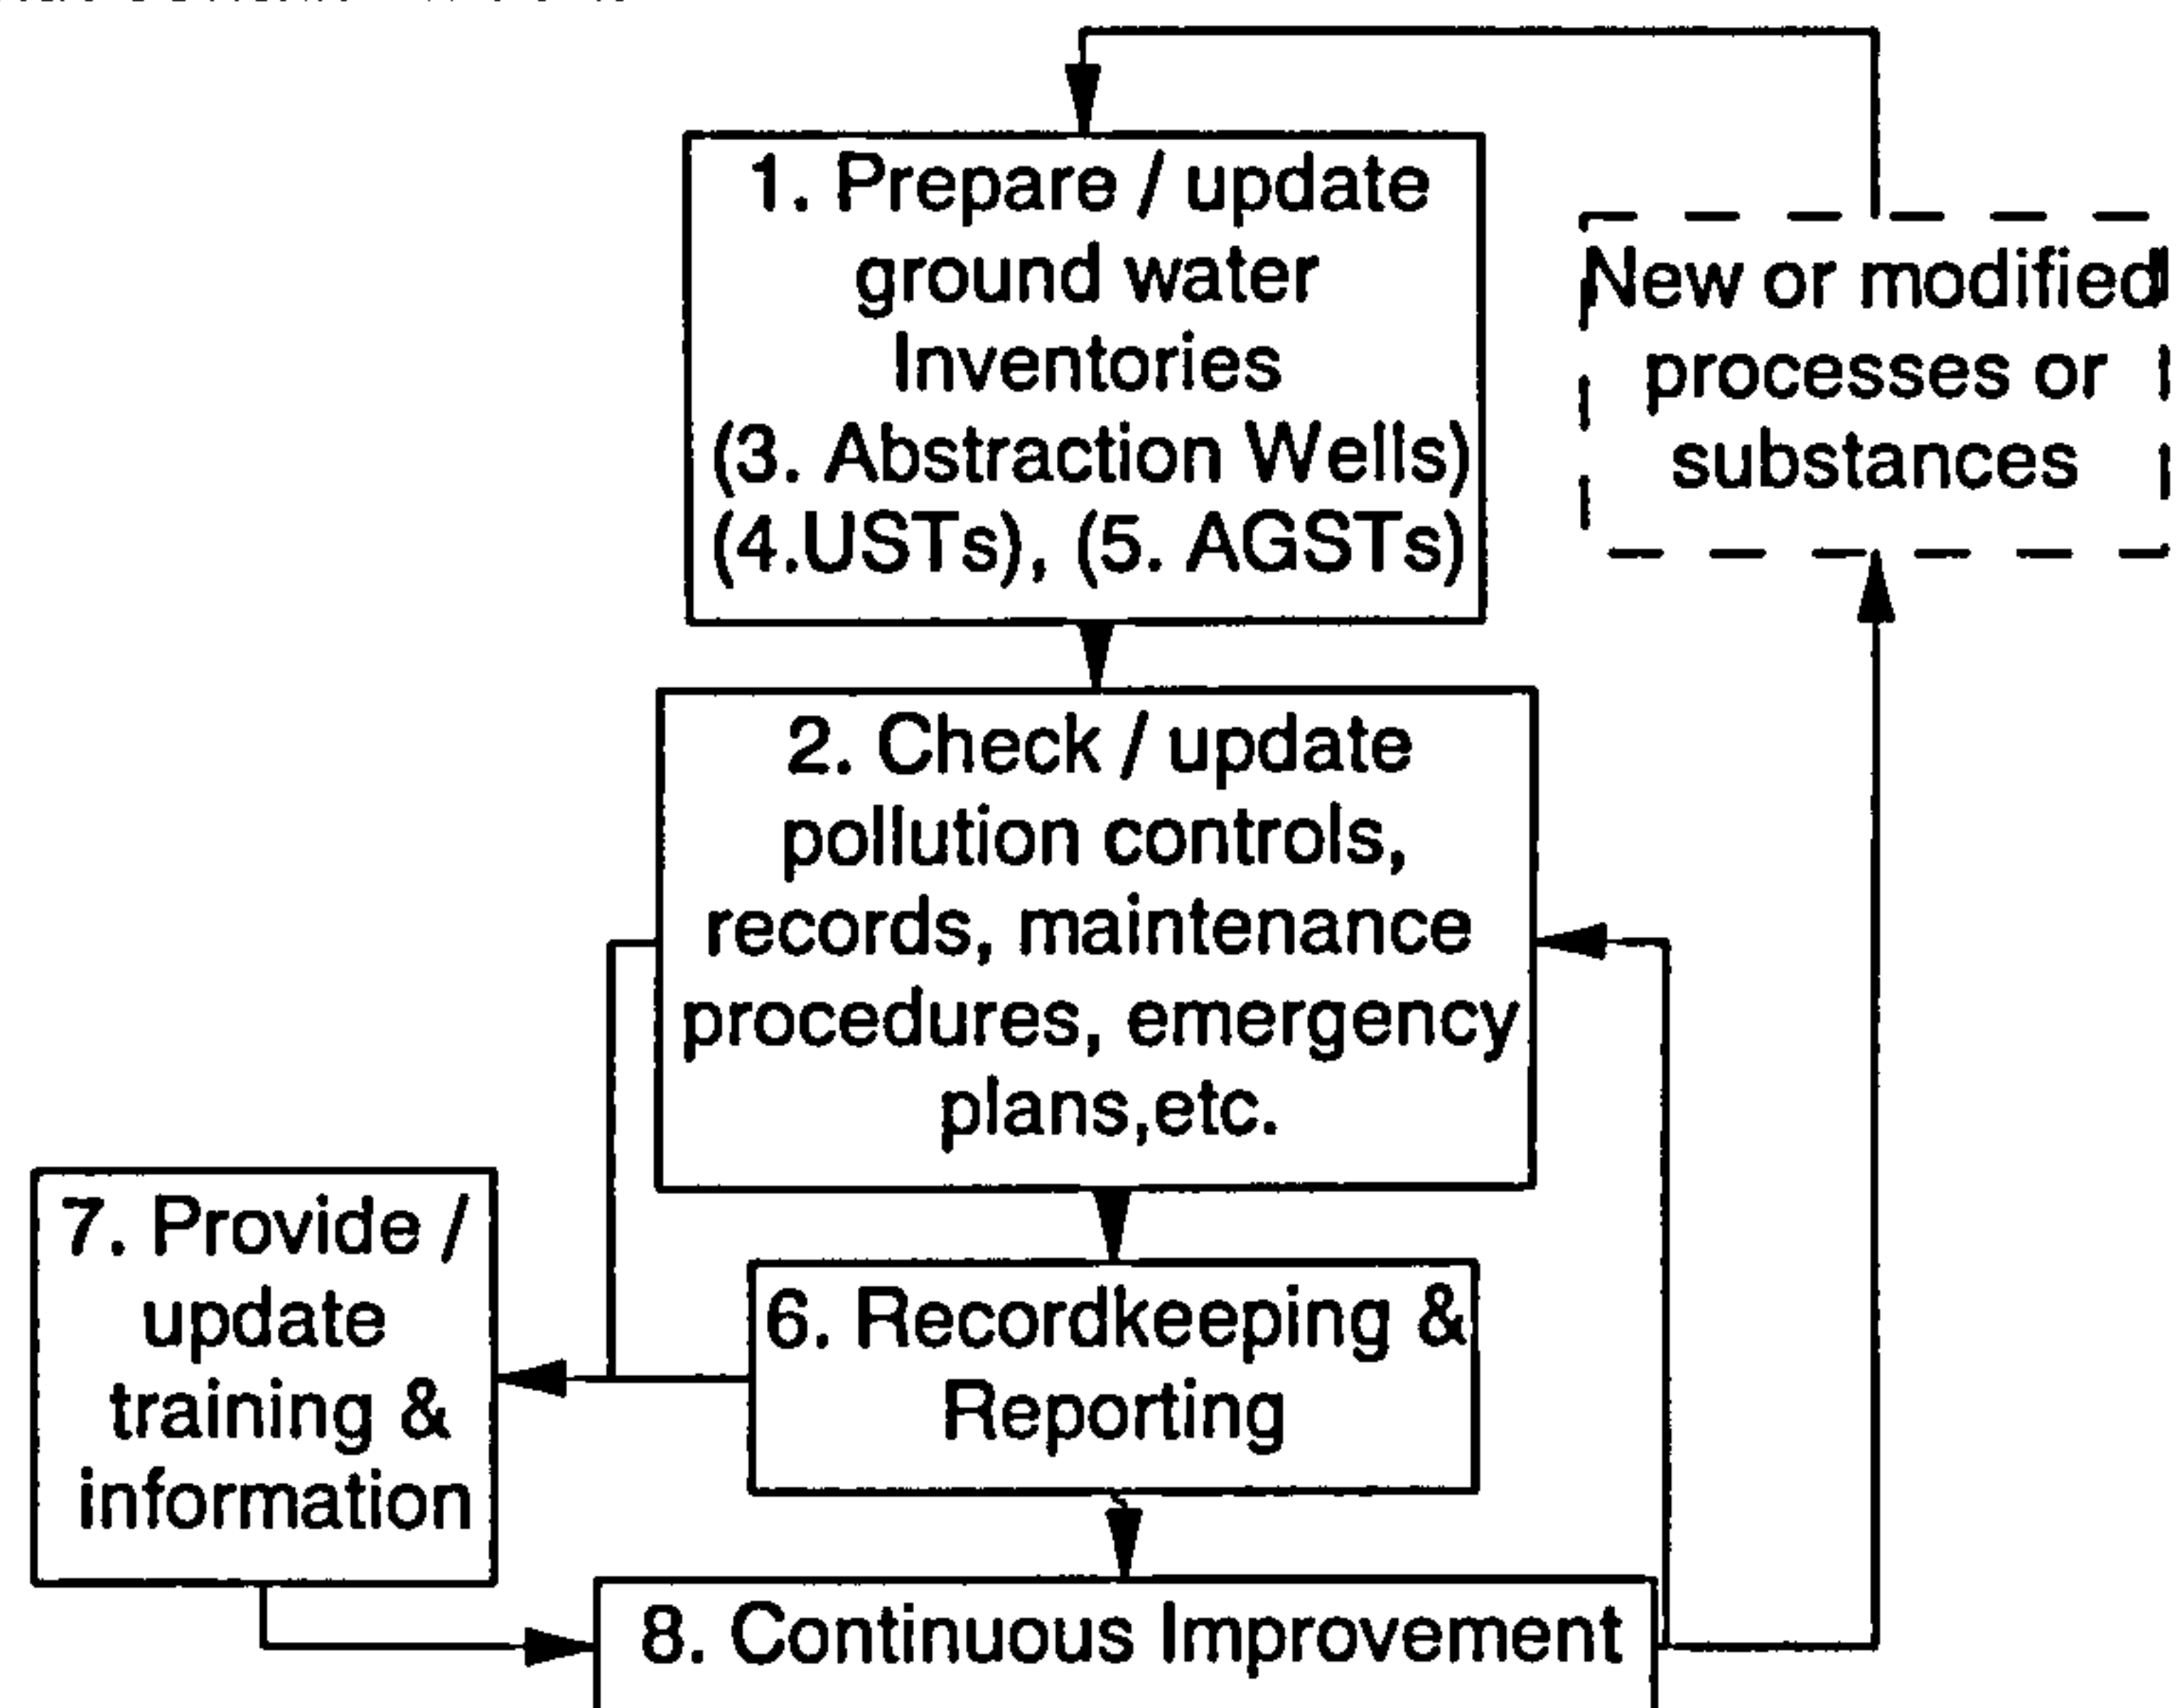 1. Prepare / update
ground water
Inventories
(3. Abstraction Wells)
(4.USTs), (5. AGSTs)
New or modified
processes or
substances
2. Check / update
pollution controls,
records, maintenance
procedures, emergency
plans,etc.
7. Provide /
update
training &
information
6. Recordkeeping &
Reporting
8. Continuous Improvement